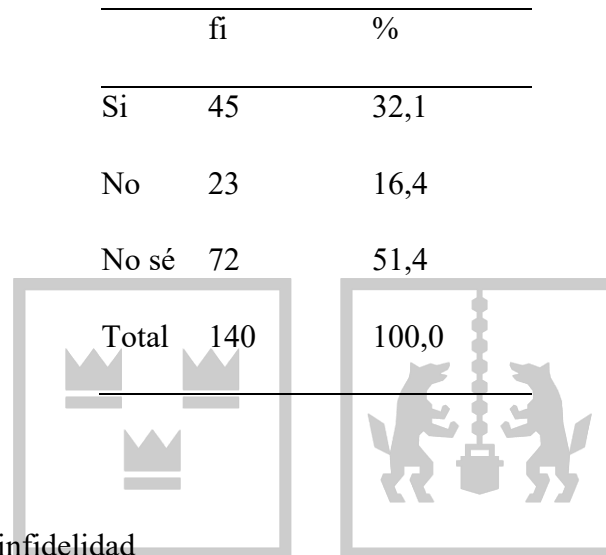 fi %
Si 45 32,1
No 23 16,4
No sé 72 51,4
Total 140 100,0
infidelidad